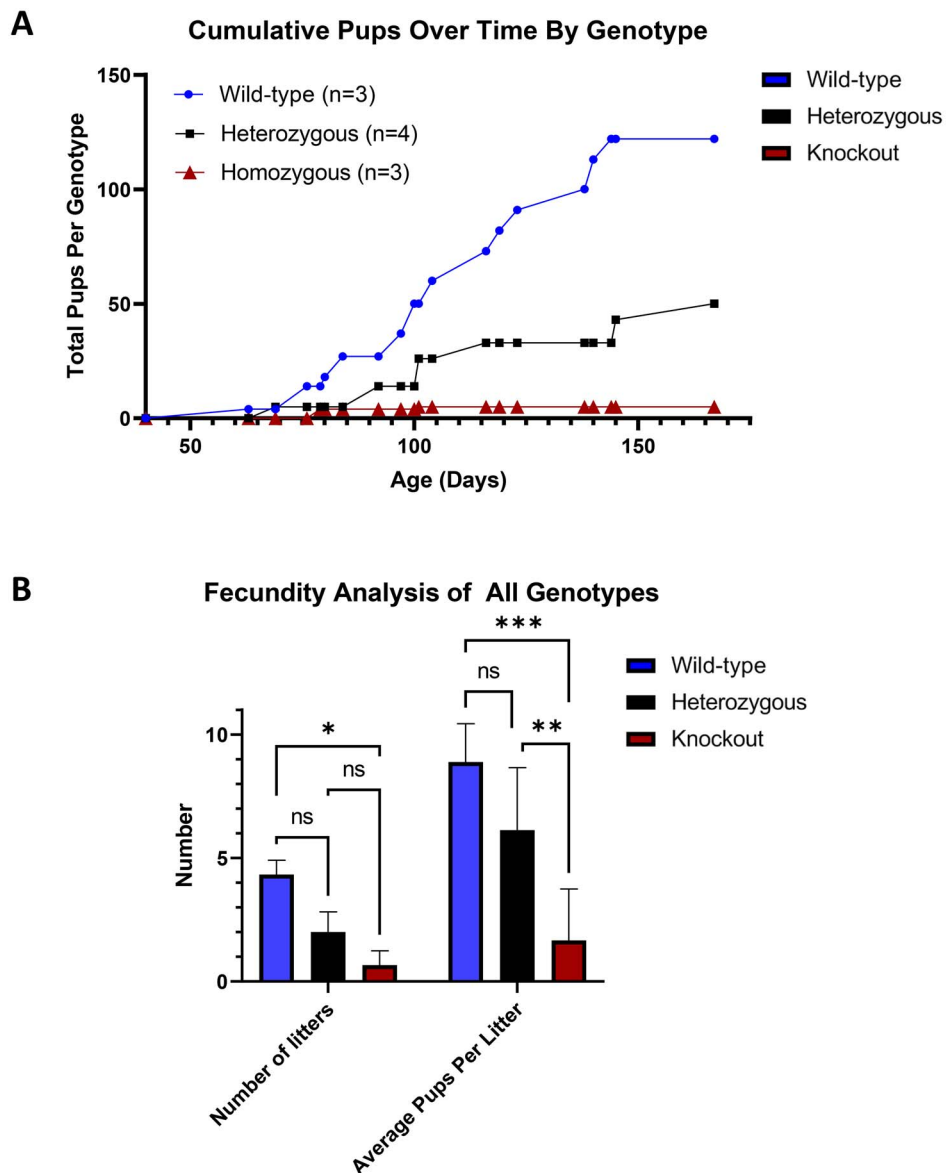 A
Cumulative Pups Over Time By Genotype
150
100
50
0
Total Pups Per Genotype
Wild-type (n=3)
Heterozygous (n=4)
Homozygous (n=3)
Wild-type
Heterozygous
Knockout
50 100 150
Age (Days)
B
Fecundity Analysis of All Genotypes
10
5
0
Number
*
ns
ns
***
ns
**
Wild-type
Heterozygous
Knockout
Number of litters
Average Pups Per Litter